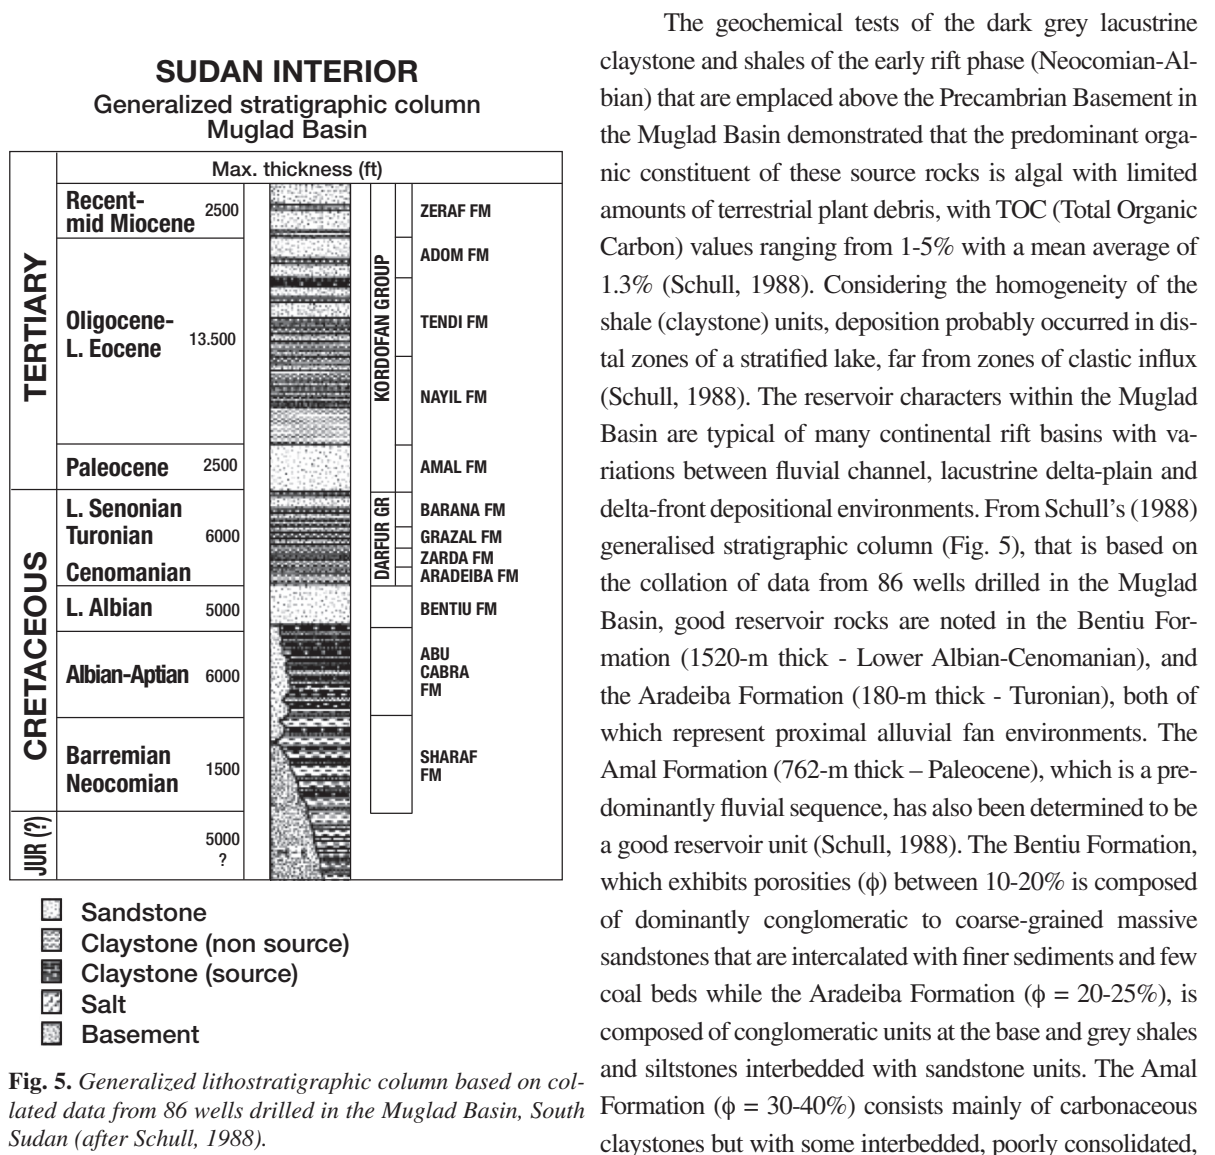 SUDAN INTERIOR
Generalized stratigraphic column
Muglad Basin
Max. thickness (ft)
TERTIARY
CRETACEOUS
JUR (?)
Recent-
mid Miocene
2500
Oligocene-
L. Eocene
13.500
Paleocene
2500
L. Senonian
Turonian
6000
Cenomanian
L. Albian
5000
Albian-Aptian
6000
Barremian
Neocomian
1500
5000
?
KORDOFAN GROUP
DARFUR GR
ZERAF FM
ADOM FM
TENDI FM
NAYIL FM
AMAL FM
BARANA FM
GRAZAL FM
ZARDA FM
ARADEIBA FM
BENTIU FM
ABU
CABRA
FM
SHARAF
FM
Sandstone
Claystone (non source)
Claystone (source)
Salt
Basement
Fig. 5. Generalized lithostratigraphic column based on col-
lated data from 86 wells drilled in the Muglad Basin, South
Sudan (after Schull, 1988).
The geochemical tests of the dark grey lacustrine
claystone and shales of the early rift phase (Neocomian-Al-
bian) that are emplaced above the Precambrian Basement in
the Muglad Basin demonstrated that the predominant orga-
nic constituent of these source rocks is algal with limited
amounts of terrestrial plant debris, with TOC (Total Organic
Carbon) values ranging from 1-5% with a mean average of
1.3% (Schull, 1988). Considering the homogeneity of the
shale (claystone) units, deposition probably occurred in dis-
tal zones of a stratified lake, far from zones of clastic influx
(Schull, 1988). The reservoir characters within the Muglad
Basin are typical of many continental rift basins with va-
riations between fluvial channel, lacustrine delta-plain and
delta-front depositional environments. From Schull's (1988)
generalised stratigraphic column (Fig. 5), that is based on
the collation of data from 86 wells drilled in the Muglad
Basin, good reservoir rocks are noted in the Bentiu For-
mation (1520-m thick - Lower Albian-Cenomanian), and
the Aradeiba Formation (180-m thick - Turonian), both of
which represent proximal alluvial fan environments. The
Amal Formation (762-m thick – Paleocene), which is a pre-
dominantly fluvial sequence, has also been determined to be
a good reservoir unit (Schull, 1988). The Bentiu Formation,
which exhibits porosities (ϕ) between 10-20% is composed
of dominantly conglomeratic to coarse-grained massive
sandstones that are intercalated with finer sediments and few
coal beds while the Aradeiba Formation (ϕ = 20-25%), is
composed of conglomeratic units at the base and grey shales
and siltstones interbedded with sandstone units. The Amal
Formation (ϕ = 30-40%) consists mainly of carbonaceous
claystones but with some interbedded, poorly consolidated,